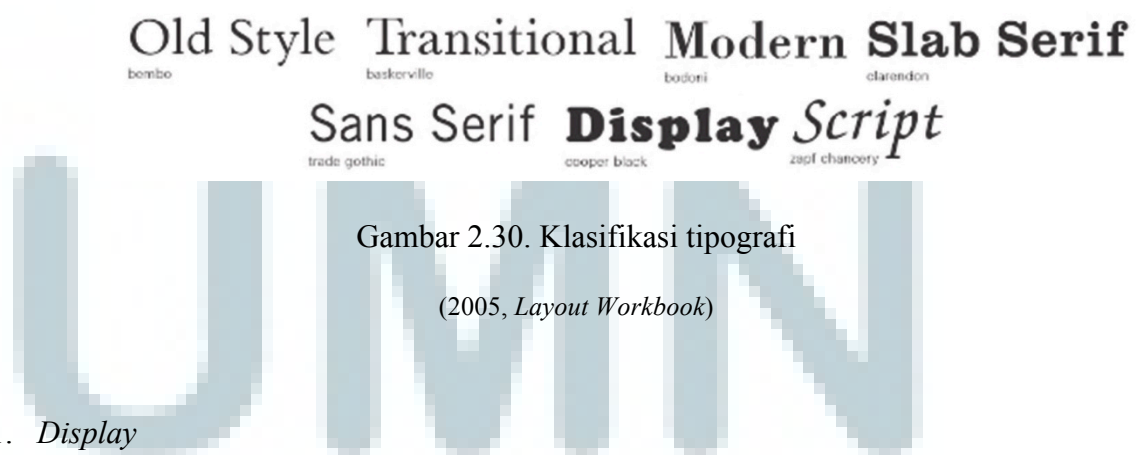 Old Style Transitional Modern Slab Serif
bembo baskerville bodoni clarendon
Sans Serif Display Script
trade gothic cooper black zapf chancery
Gambar 2.30. Klasifikasi tipografi
(2005, Layout Workbook)
UMN
. Display